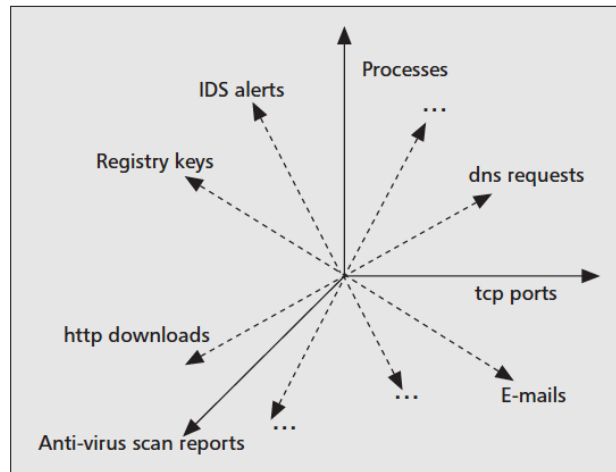 Processes
IDS alerts
...
Registry keys
dns requests
tcp ports
http downloads
E-mails
...
...
Anti-virus scan reports